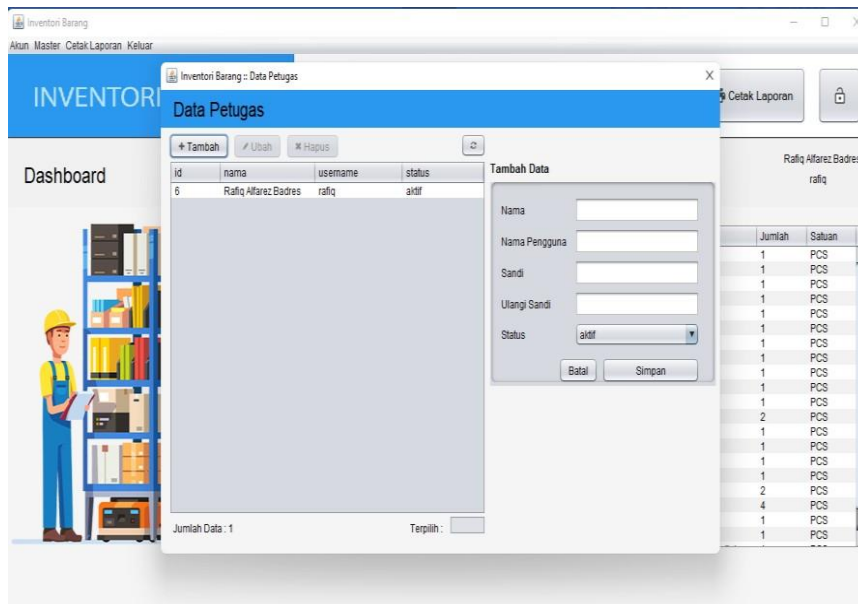 Inventori Barang
Akun Master Cetak Laporan Keluar
INVENTORI
Cetak Laporan
Dashboard
Rafiq Alfarez Badres
rafiq
Inventori Barang :: Data Petugas
X
Data Petugas
+ Tambah Ubah Hapus
id nama username status
6 Rafiq Alfarez Badres rafiq aktif
Tambah Data
Nama
Nama Pengguna
Sandi
Ulangi Sandi
Status aktif
Batal Simpan
Jumlah Data : 1 Terpilih :
Jumlah Satuan
1 PCS
1 PCS
1 PCS
1 PCS
1 PCS
1 PCS
1 PCS
1 PCS
1 PCS
1 PCS
1 PCS
2 PCS
1 PCS
1 PCS
1 PCS
1 PCS
2 PCS
4 PCS
1 PCS
1 PCS